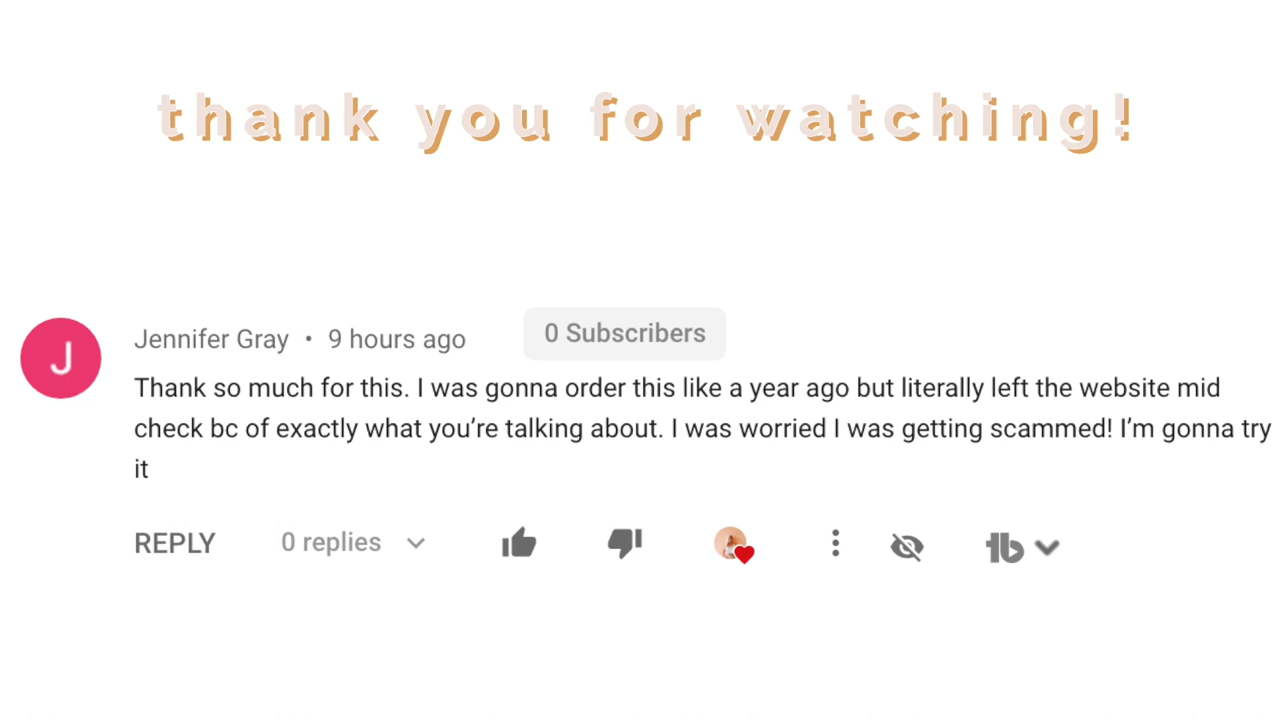 thank you for watching!
J
Jennifer Gray • 9 hours ago 0 Subscribers
Thank so much for this. I was gonna order this like a year ago but literally left the website mid
check bc of exactly what you’re talking about. I was worried I was getting scammed! I’m gonna try
it
REPLY 0 replies